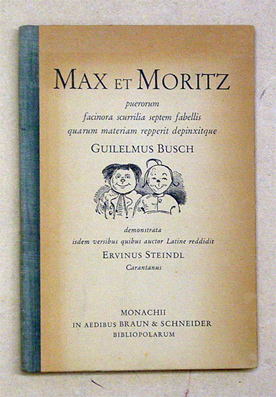 MAX ET MORITZ
puerorum
facinora scurrilia septem fabellis
quarum materiam repperit depinxitque
GUILELMUS BUSCH
demonstrata
isdem versibus quibus auctor Latine reddidit
ERVINUS STEINDL
Carantanus
MONACHII
IN AEDIBUS BRAUN & SCHNEIDER
BIBLIOPOLARUM